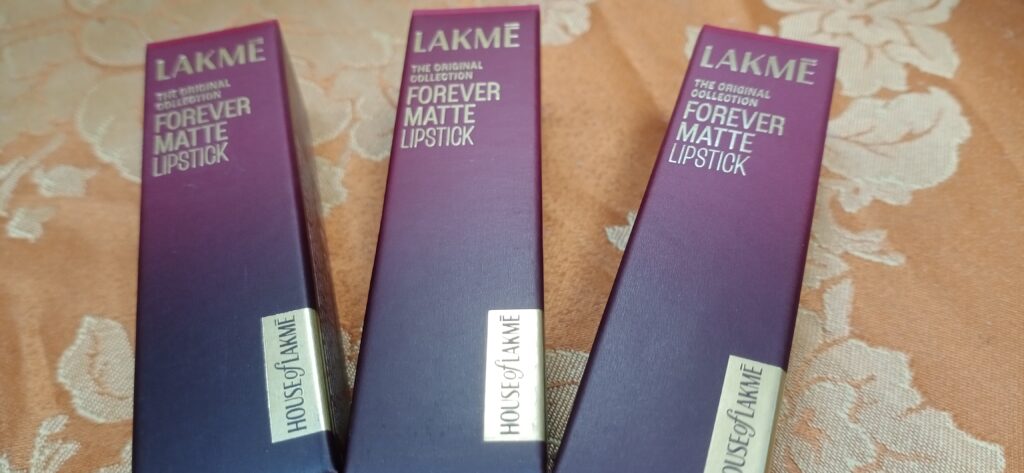 LAKMĒ
THE ORIGINAL
COLLECTION
FOREVER
MATTE
LIPSTICK
HOUSE of LAKMĒ
LAKMĒ
THE ORIGINAL
COLLECTION
FOREVER
MATTE
LIPSTICK
HOUSE of LAKMĒ
LAKMĒ
THE ORIGINAL
COLLECTION
FOREVER
MATTE
LIPSTICK
HOUSE of LAKMĒ